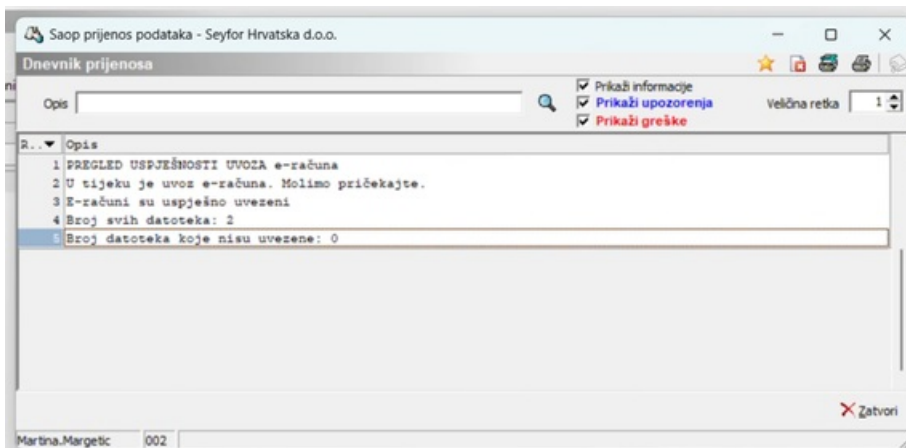 Saop prijenos podataka - Seyfor Hrvatska d.o.o.
Dnevnik prijenosa
Opis
Prikaži informacije
Prikaži upozorenja
Prikaži greške
Veličina retka 1
R.. Opis
1 PREGLED USPJEŠNOSTI UVOZA e-računa
2 U tijeku je uvoz e-računa. Molimo pričekajte.
3 E-računi su uspješno uvezeni
4 Broj svih datoteka: 2
5 Broj datoteka koje nisu uvezene: 0
Zatvori
Martina.Margetic 002